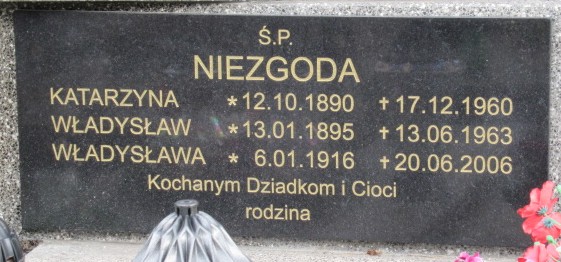 Ś.P.
NIEZGODA
KATARZYNA *12.10.1890 †17.12.1960
WŁADYSŁAW *13.01.1895 †13.06.1963
WŁADYSŁAWA * 6.01.1916 †20.06.2006
Kochanym Dziadkom i Cioci
rodzina